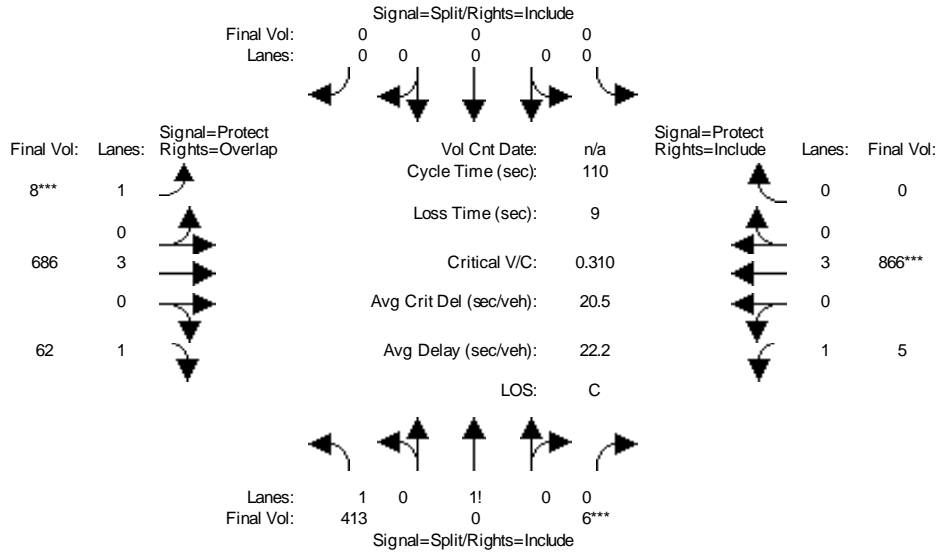 Signal=Split/Rights=Include
Final Vol: 0 0 0
Lanes: 0 0 0 0 0
Signal=Protect
Final Vol: Lanes: Rights=Overlap
Vol Cnt Date: n/a
Signal=Protect
Rights=Include Lanes: Final Vol:
Cycle Time (sec): 110
8*** 1
0 0
Loss Time (sec): 9
0
0
686 3
Critical V/C: 0.310
3 866***
0
Avg Crit Del (sec/veh): 20.5
0
62 1
Avg Delay (sec/veh): 22.2
1 5
LOS: C
Lanes: 1 0 1! 0 0
Final Vol: 413 0 6***
Signal=Split/Rights=Include